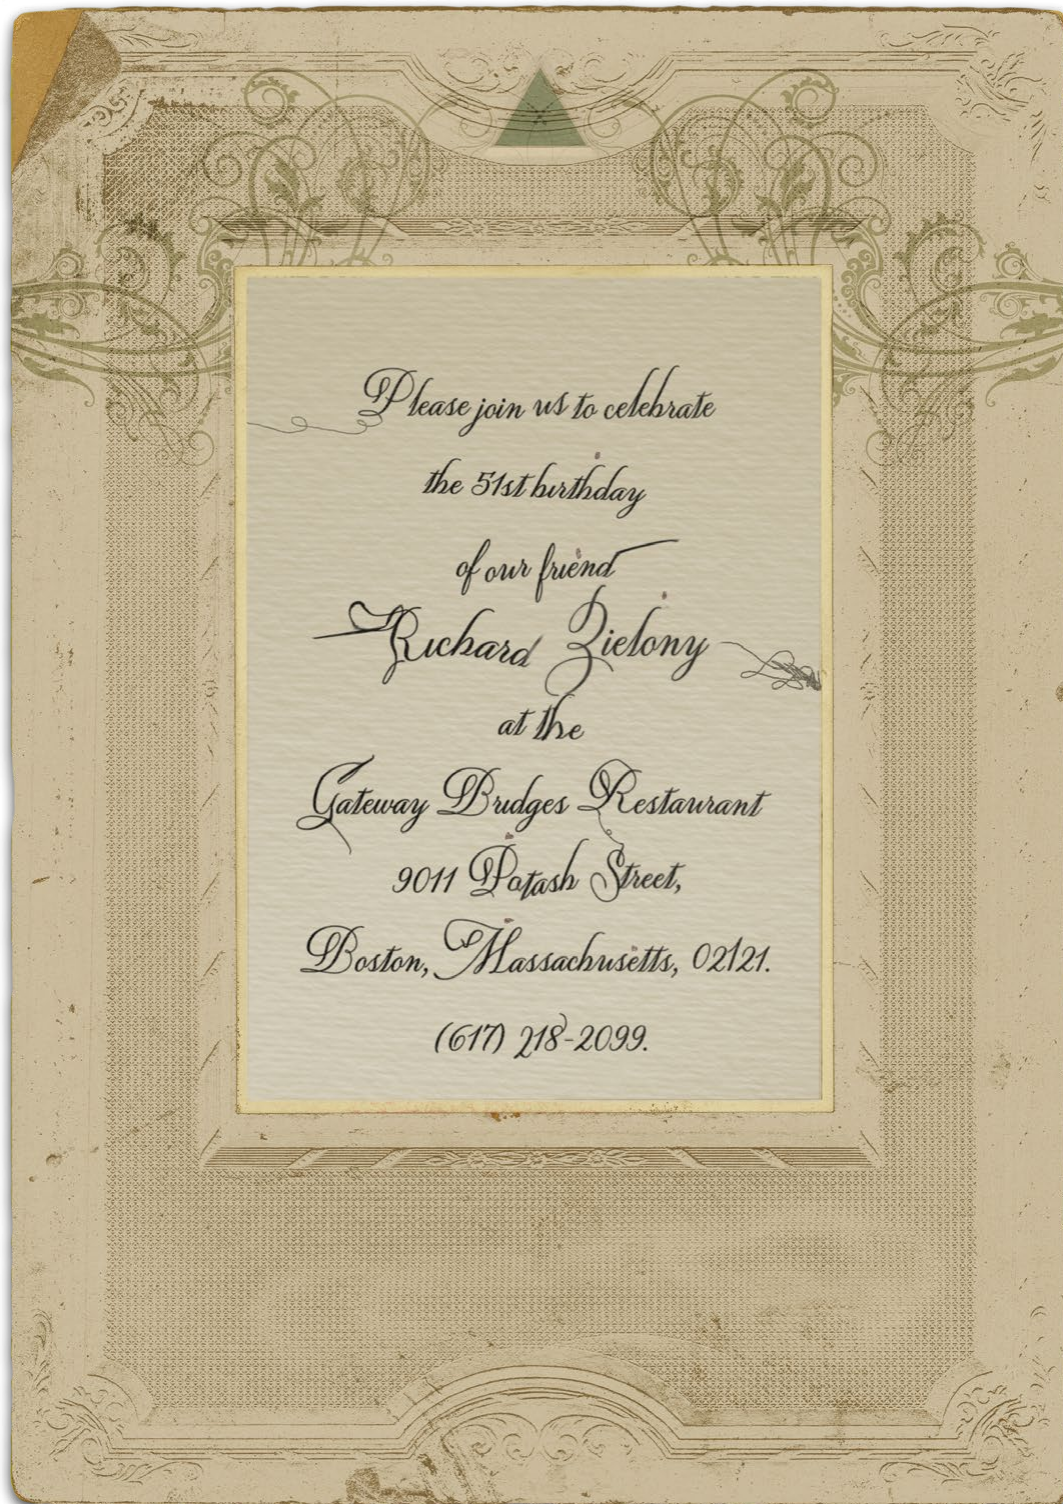 Please join us to celebrate
the 51st birthday
of our friend
Richard Zielony
at the
Gateway Bridges Restaurant
9011 Potash Street,
Boston, Massachusetts, 02121.
(617) 218-2099.